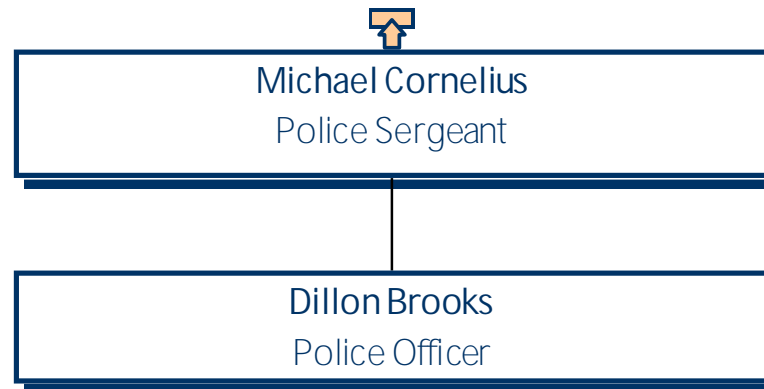 Michael Cornelius
Police Sergeant
Dillon Brooks
Police Officer